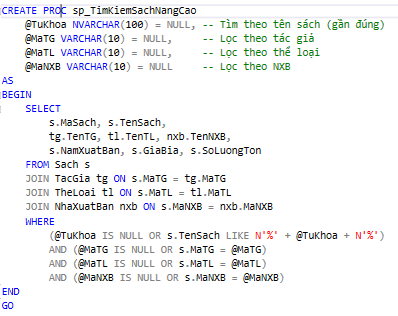 CREATE PROC sp_TimKiemSachNangCao
    @TuKhoa NVARCHAR(100) = NULL, -- Tìm theo tên sách (gần đúng)
    @MaTG VARCHAR(10) = NULL,     -- Lọc theo tác giả
    @MaTL VARCHAR(10) = NULL,     -- Lọc theo thể loại
    @MaNXB VARCHAR(10) = NULL     -- Lọc theo NXB
AS
BEGIN
    SELECT
        s.MaSach, s.TenSach,
        tg.TenTG, tl.TenTL, nxb.TenNXB,
        s.NamXuatBan, s.GiaBia, s.SoLuongTon
    FROM Sach s
    JOIN TacGia tg ON s.MaTG = tg.MaTG
    JOIN TheLoai tl ON s.MaTL = tl.MaTL
    JOIN NhaXuatBan nxb ON s.MaNXB = nxb.MaNXB
    WHERE
        (@TuKhoa IS NULL OR s.TenSach LIKE N'%' + @TuKhoa + N'%')
        AND (@MaTG IS NULL OR s.MaTG = @MaTG)
        AND (@MaTL IS NULL OR s.MaTL = @MaTL)
        AND (@MaNXB IS NULL OR s.MaNXB = @MaNXB)
END
GO